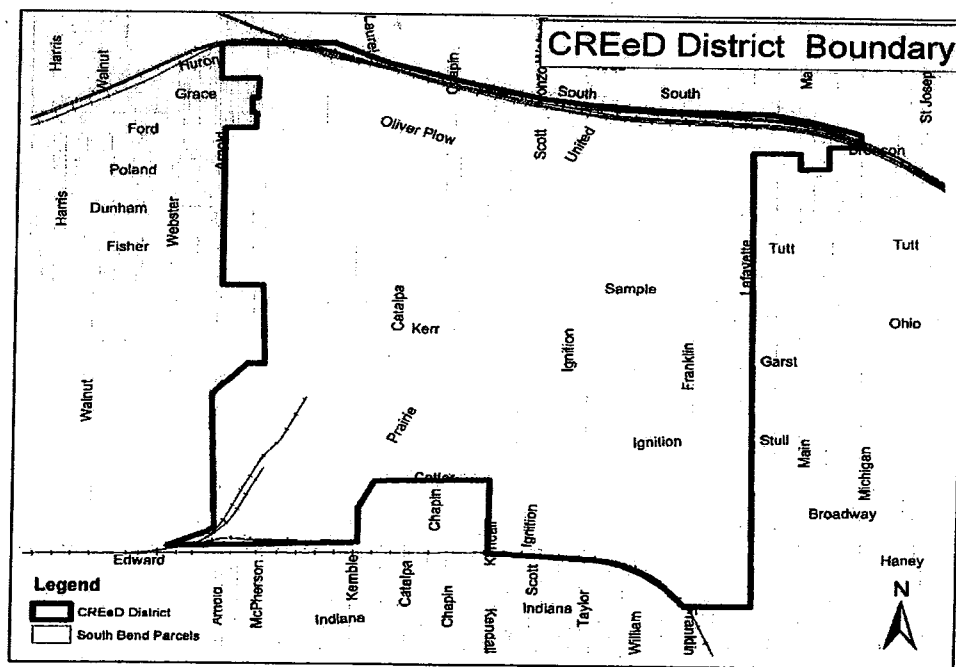 CREeD District Boundary
Harris
Walnut
Huron
Laurel
Chapin
South
South
Grace
Ford
Oliver Plow
Scott
United
St Josep
Arnold
Poland
Harris
Dunham
Webster
Fisher
Lafayette
Tutt
Tutt
Catalpa
Kerr
Sample
Ohio
Ignition
Franklin
Garst
Walnut
Prairie
Ignition
Stull
Main
Michigan
Chapin
Ignition
Broadway
Edward
Haney
N
Legend
CREeD District
South Bend Parcels
Arnold
McPherson
Indiana
Kemble
Catalpa
Chapin
Kendall
Scott
Indiana
Taylor
William
Franklin